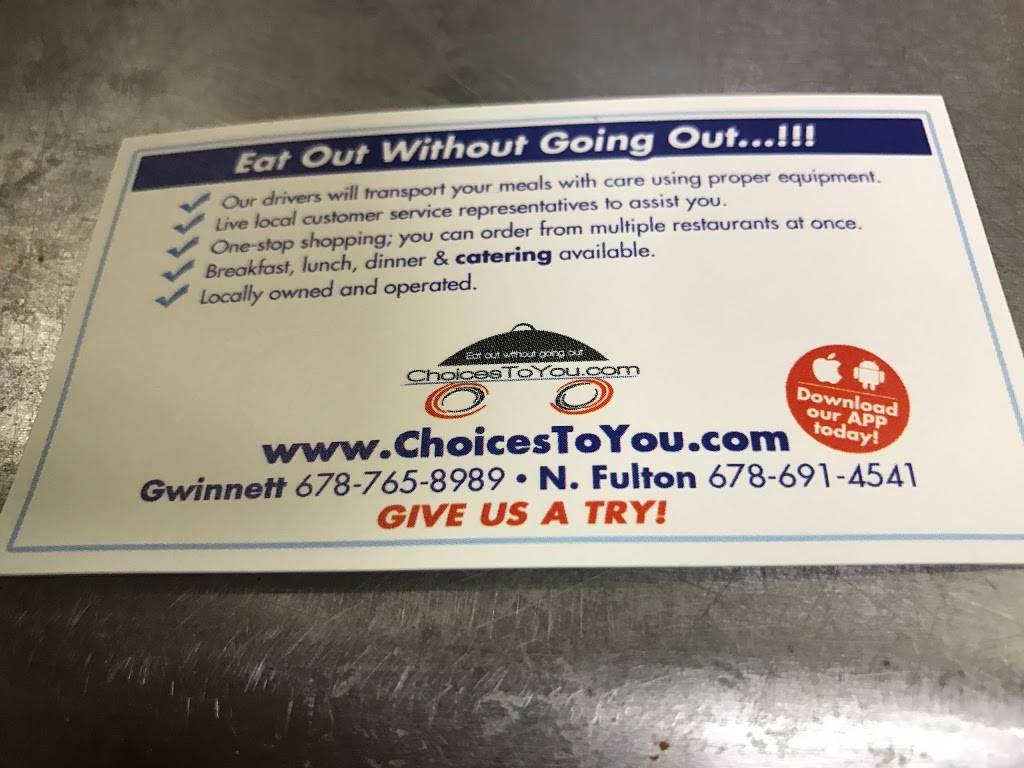 Eat Out Without Going Out...!!!
Our drivers will transport your meals with care using proper equipment.
Live local customer service representatives to assist you.
One-stop shopping; you can order from multiple restaurants at once.
Breakfast, lunch, dinner & catering available.
Locally owned and operated.
Eat out without going out
ChoicesToYou.com
Download
our APP
today!
www.ChoicesToYou.com
Gwinnett 678-765-8989 • N. Fulton 678-691-4541
GIVE US A TRY!